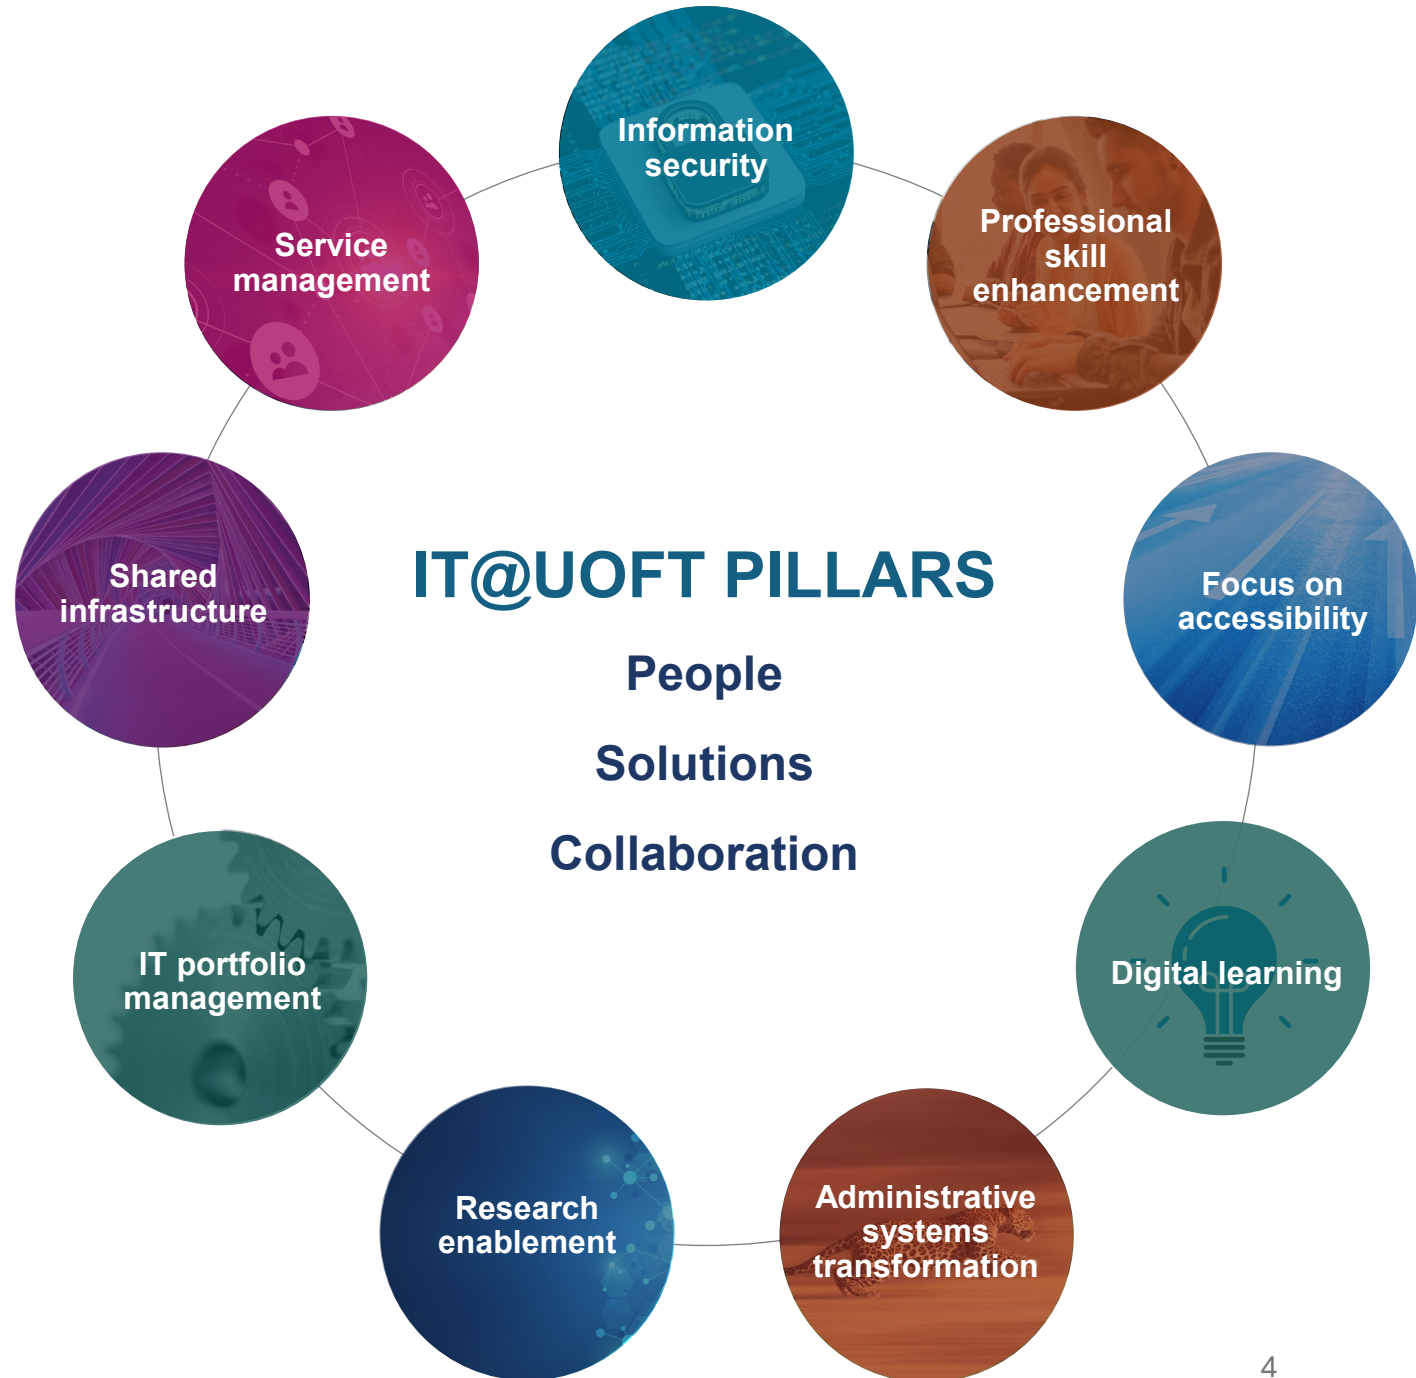 Information
security
Professional
skill
enhancement
Service
management
Focus on
accessibility
Shared
infrastructure
IT@UOFT PILLARS
People
Solutions
Collaboration
Digital learning
IT portfolio
management
Administrative
systems
transformation
Research
enablement
4